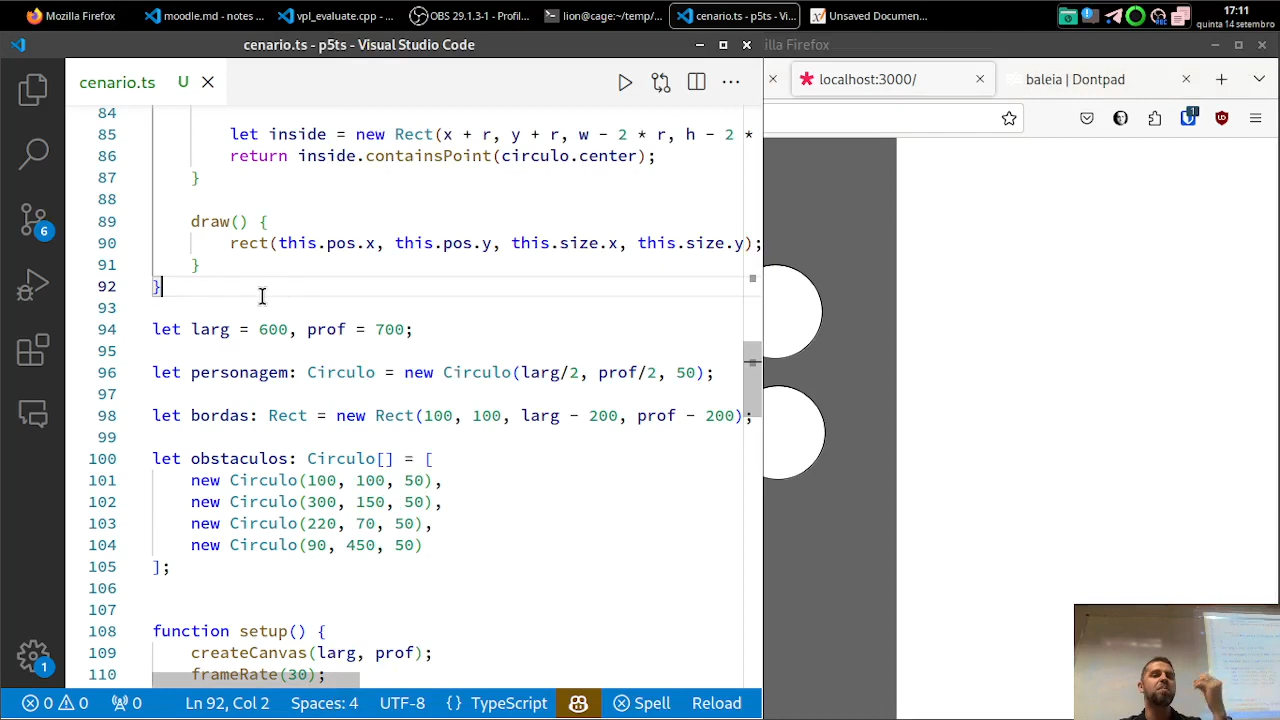 Mozilla Firefox
moodle.md - notes ...
vpl_evaluate.cpp - ...
OBS 29.1.3-1 - Profil...
lion@cage:~/temp/...
cenario.ts - p5ts - Vi...
Unsaved Documen...
17:11
quinta 14 setembro
cenario.ts - p5ts - Visual Studio Code
illa Firefox
cenario.ts U
localhost:3000/
baleia | Dontpad
1
84
85 let inside = new Rect(x + r, y + r, w - 2 * r, h - 2 *
86 return inside.containsPoint(circulo.center);
87 }
88
89 draw() {
90 rect(this.pos.x, this.pos.y, this.size.x, this.size.y);
91 }
92 }
93
94 let larg = 600, prof = 700;
95
96 let personagem: Circulo = new Circulo(larg/2, prof/2, 50);
97
98 let bordas: Rect = new Rect(100, 100, larg - 200, prof - 200);
99
100 let obstaculos: Circulo[] = [
101 new Circulo(100, 100, 50),
102 new Circulo(300, 150, 50),
103 new Circulo(220, 70, 50),
104 new Circulo(90, 450, 50)
105 ];
106
107
108 function setup() {
109 createCanvas(larg, prof);
110 frameRate(30);
6
1
0 0 0 Ln 92, Col 2 Spaces: 4 UTF-8 {} TypeScript Spell Reload